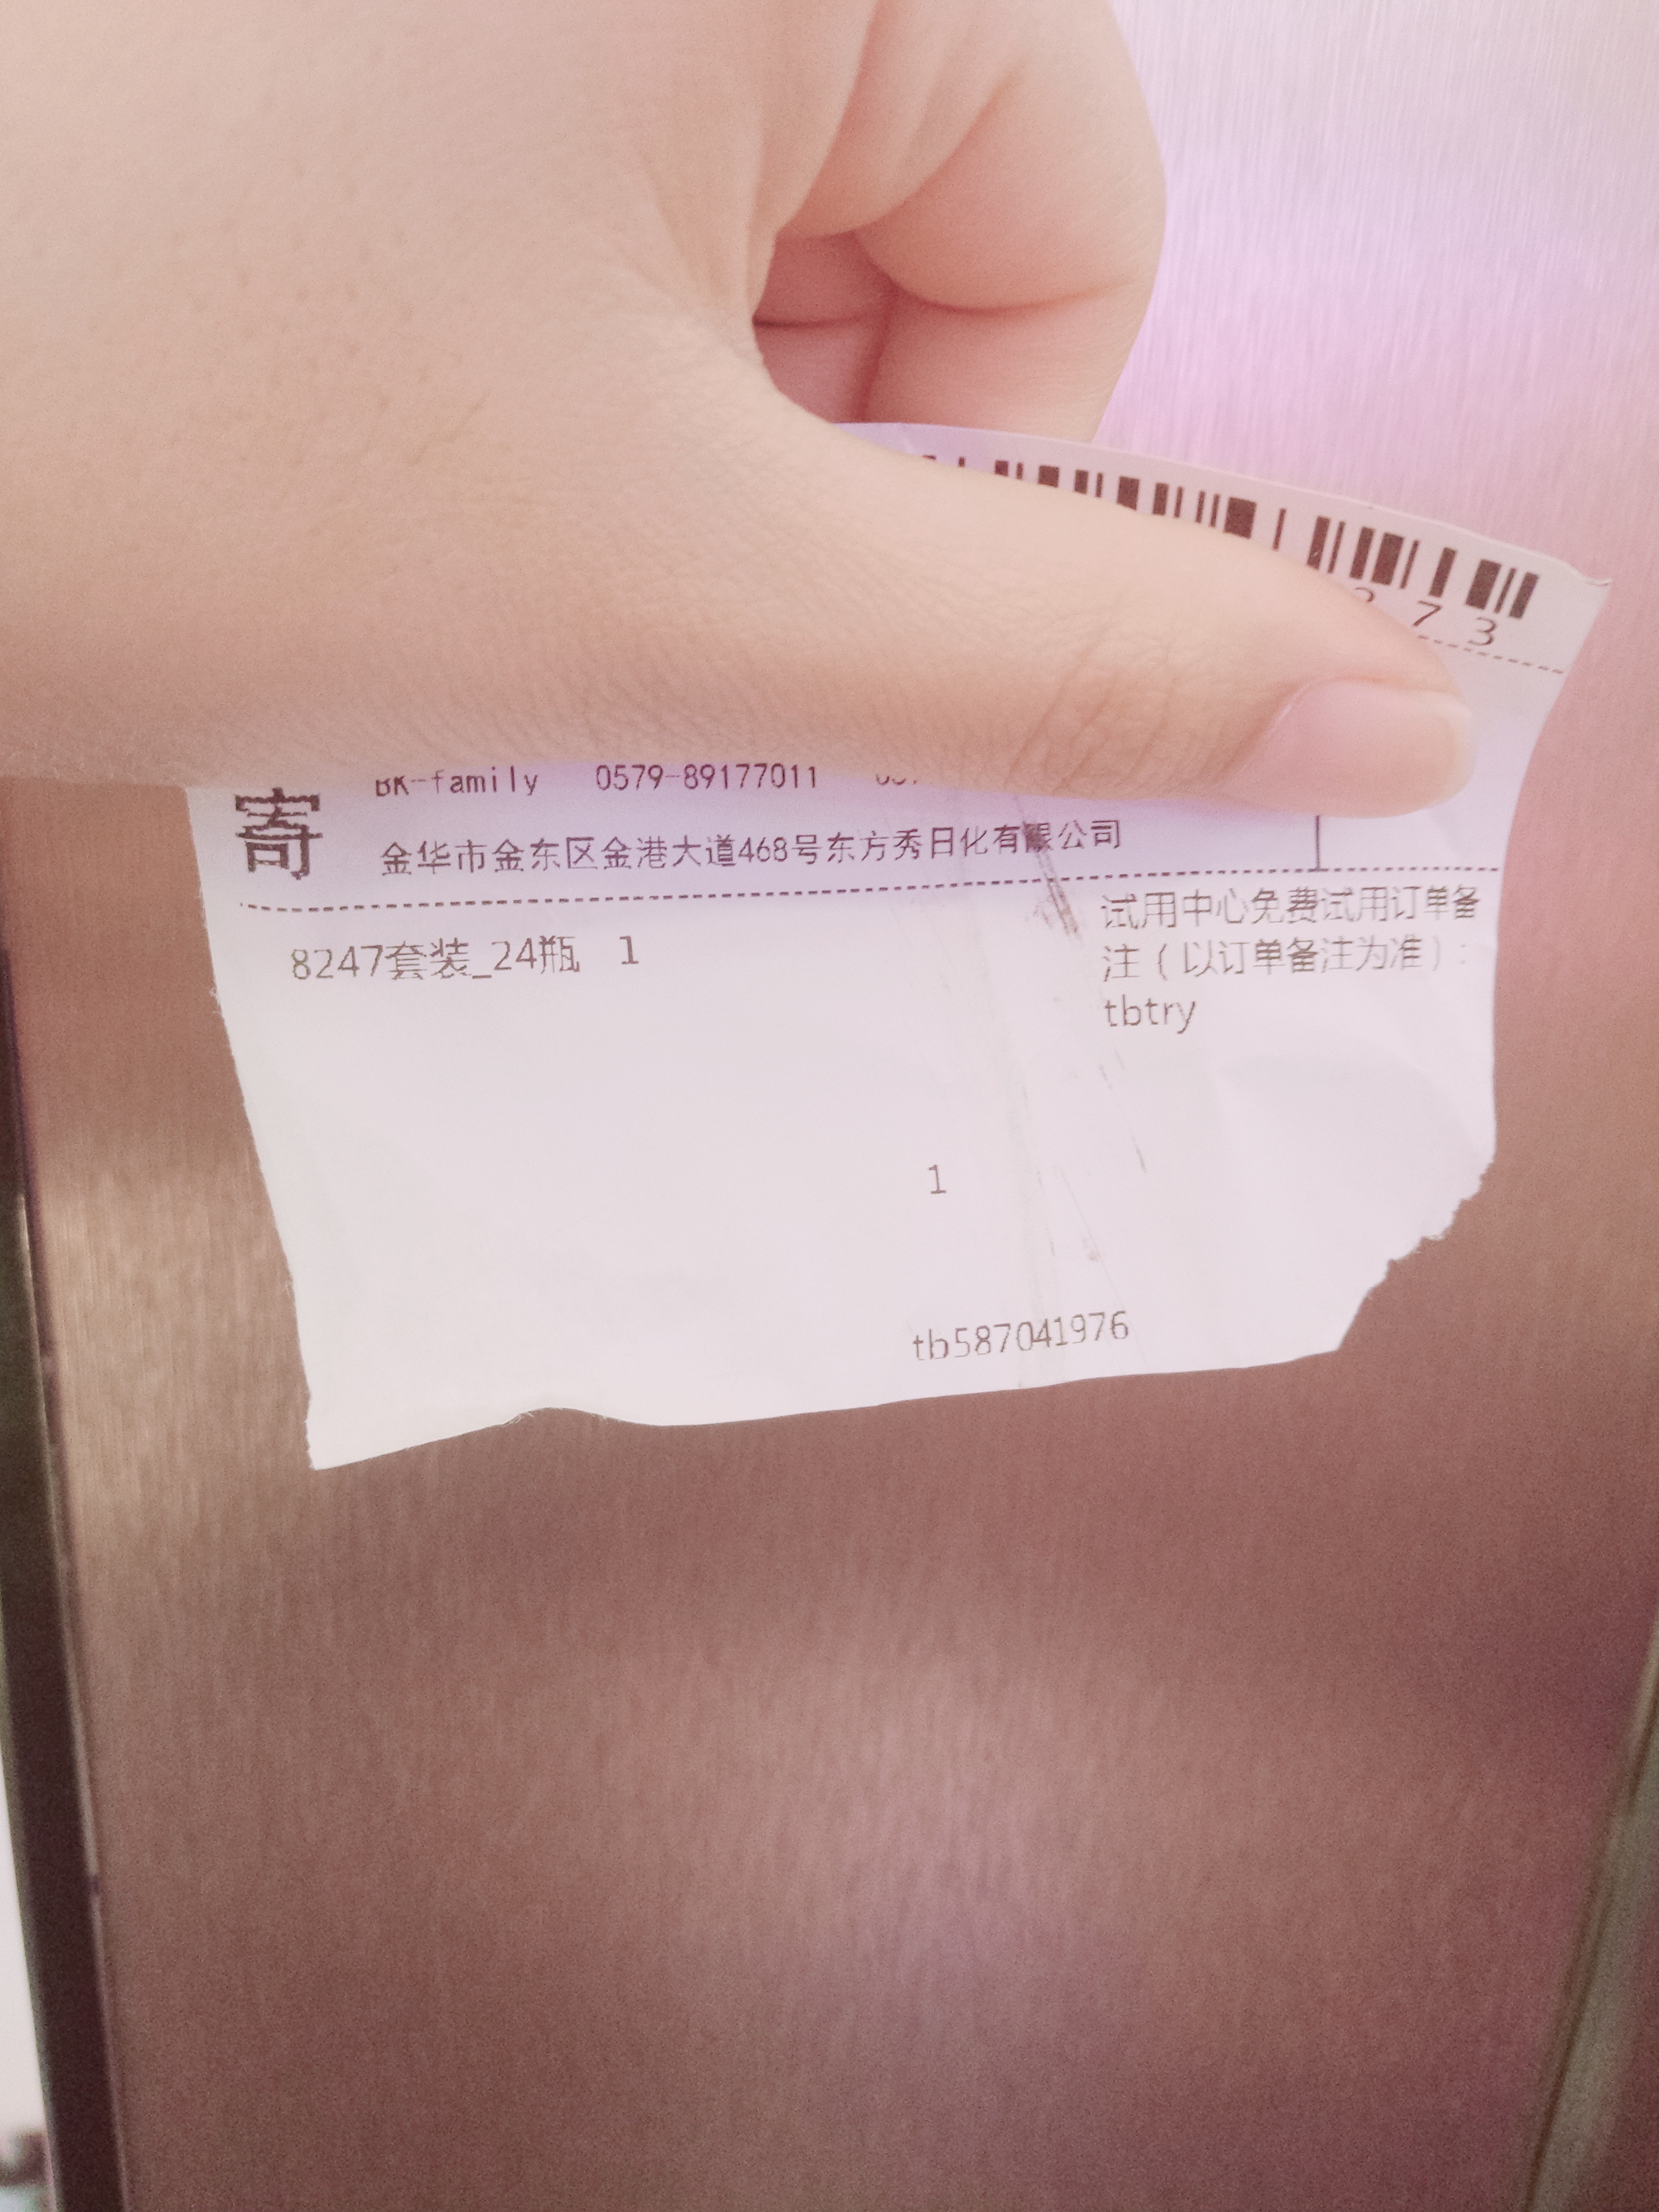 7 3
寄
BK-family 0579-89177011
金华市金东区金港大道468号东方秀日化有限公司
8247套装_24瓶 1
试用中心免费试用订单备
注（以订单备注为准）：
tbtry
1
tb587041976